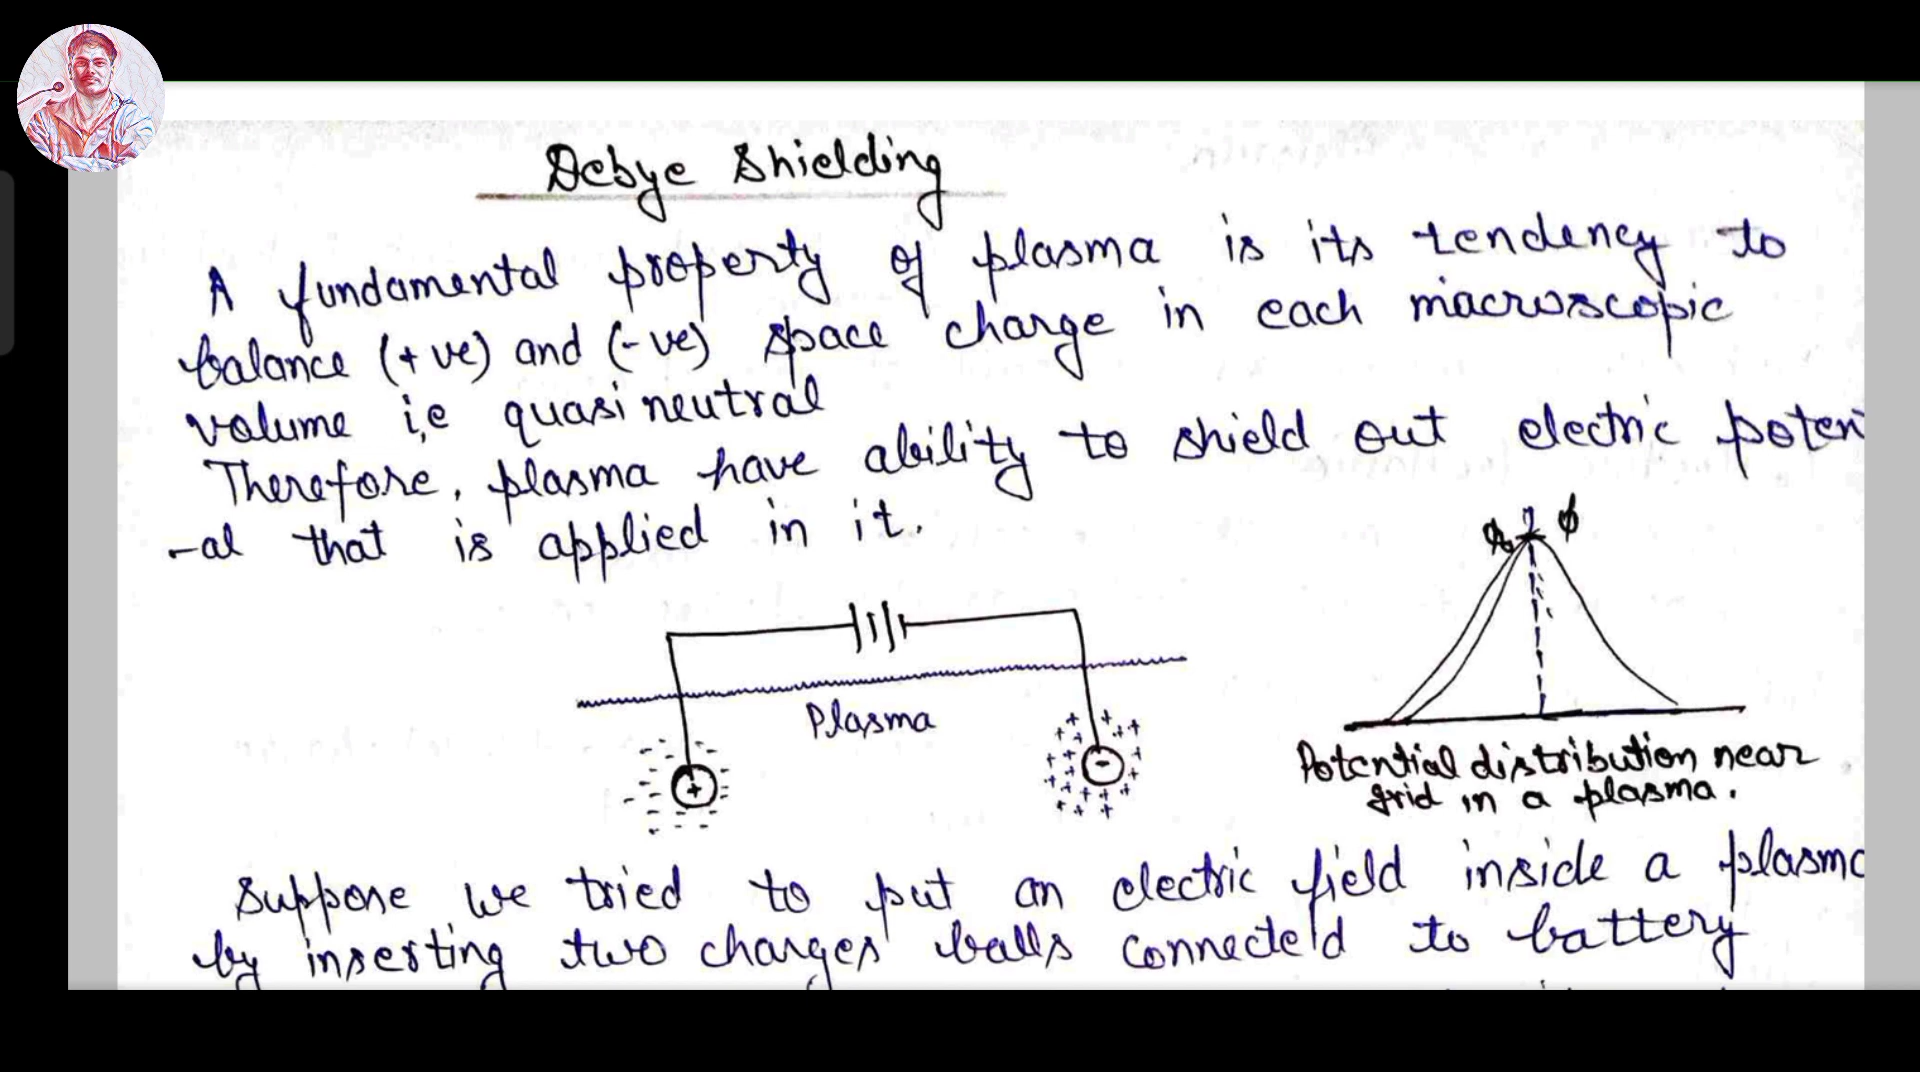 Debye Shielding
A fundamental property of plasma is its tendency to
balance (+ve) and (-ve) space charge in each macroscopic
volume i,e quasi neutral
Therefore, plasma have ability to shield out electric poten
-al that is applied in it.
ϕ
Plasma
+
-
Potential distribution near
grid in a plasma.
Suppose we tried to put an electric field inside a plasma
by inserting two charges balls connected to battery